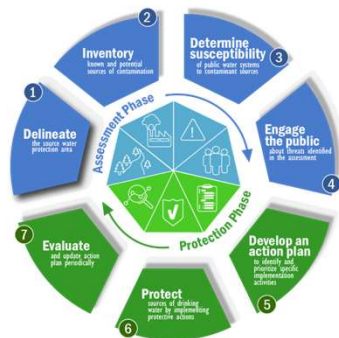 1
Delineate
the source water
protection area
2
Inventory
known and potential
sources of contamination
3
Determine
susceptibility
of public water systems
to contaminant sources
4
Engage
the public
about threats identified
in the assessment
5
Develop an
action plan
to identify and
prioritize specific
implementation
activities
6
Protect
sources of drinking
water by implementing
protective actions
7
Evaluate
and update action
plan periodically
Assessment Phase
Protection Phase